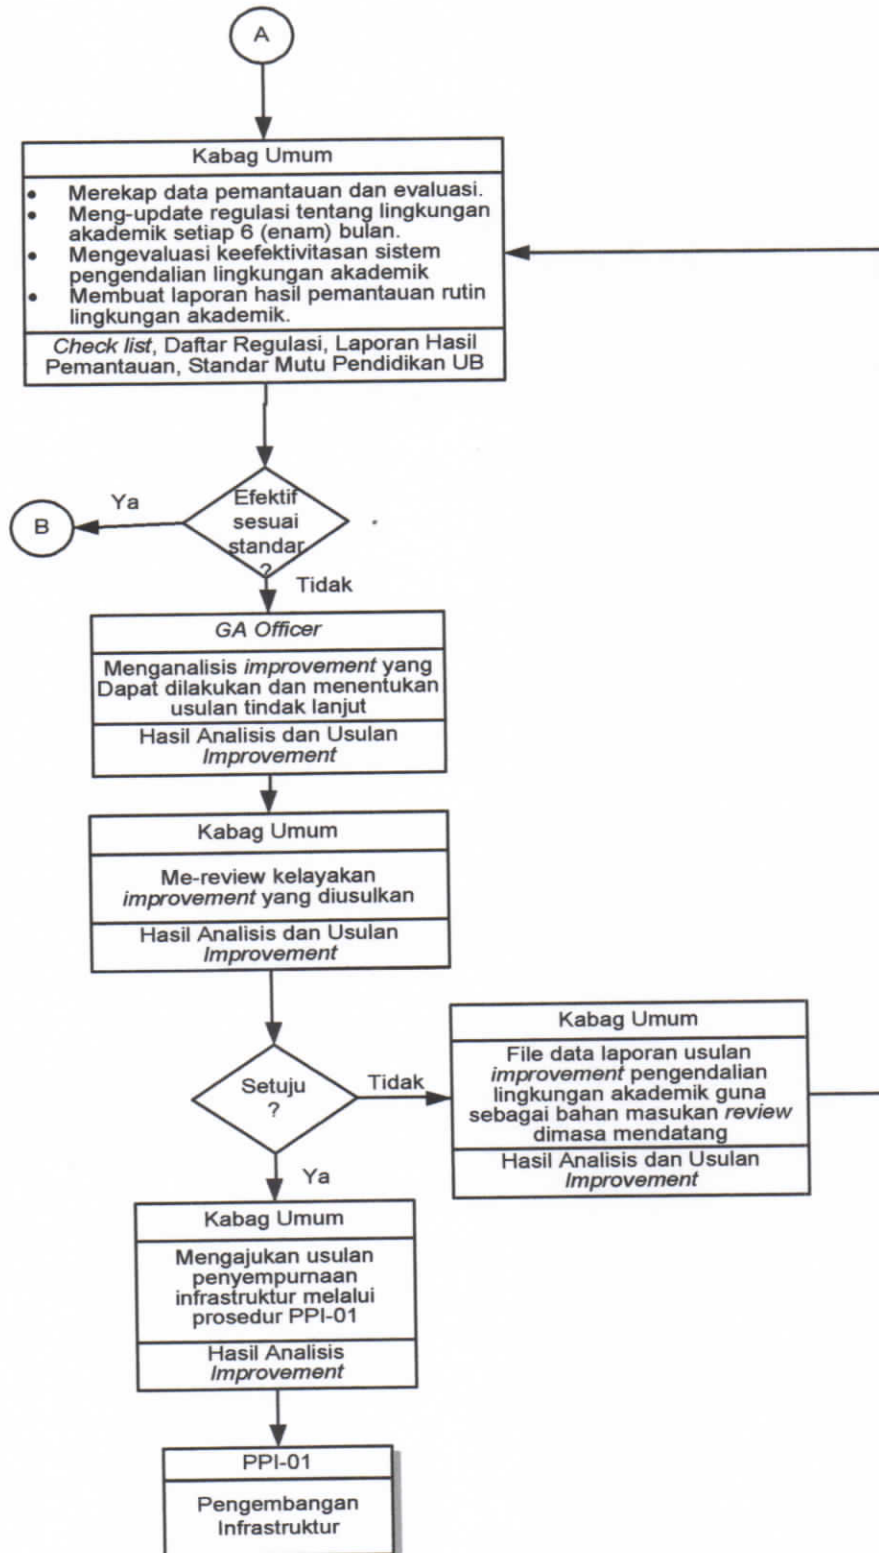 A
Kabag Umum
• Merekap data pemantauan dan evaluasi.
• Meng-update regulasi tentang lingkungan
akademik setiap 6 (enam) bulan.
• Mengevaluasi keefektivitasan sistem
pengendalian lingkungan akademik
• Membuat laporan hasil pemantauan rutin
lingkungan akademik.
Check list, Daftar Regulasi, Laporan Hasil
Pemantauan, Standar Mutu Pendidikan UB
Efektif
sesuai
standar
?
Ya
B
Tidak
GA Officer
Menganalisis improvement yang
Dapat dilakukan dan menentukan
usulan tindak lanjut
Hasil Analisis dan Usulan
Improvement
Kabag Umum
Me-review kelayakan
improvement yang diusulkan
Hasil Analisis dan Usulan
Improvement
Setuju
?
Tidak
Kabag Umum
File data laporan usulan
improvement pengendalian
lingkungan akademik guna
sebagai bahan masukan review
dimasa mendatang
Hasil Analisis dan Usulan
Improvement
Ya
Kabag Umum
Mengajukan usulan
penyempurnaan
infrastruktur melalui
prosedur PPI-01
Hasil Analisis
Improvement
PPI-01
Pengembangan
Infrastruktur